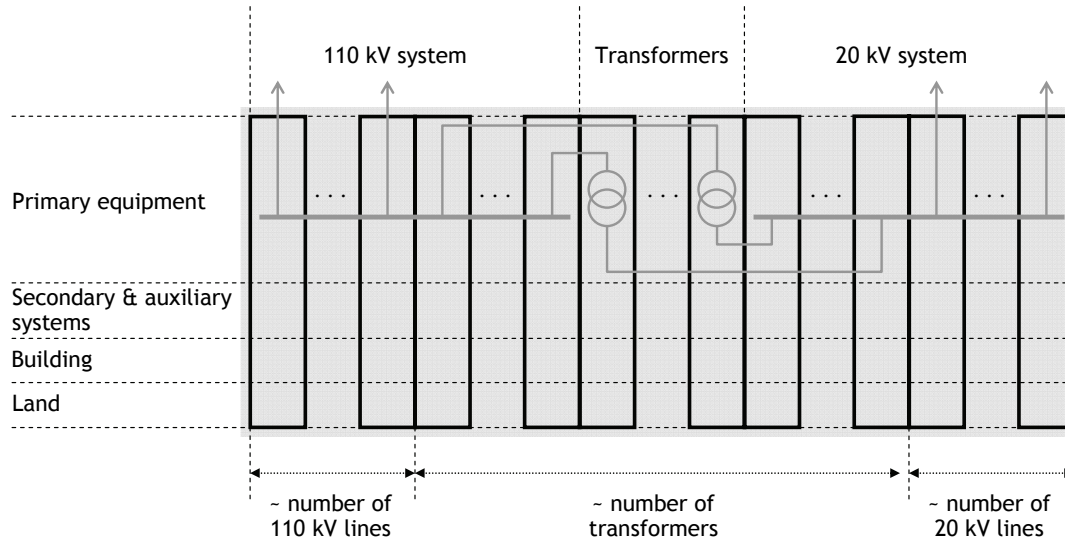 110 kV system
Transformers
20 kV system
Primary equipment
. . .
. . .
. . .
. . .
. . .
Secondary & auxiliary
systems
Building
Land
~ number of
110 kV lines
~ number of
transformers
~ number of
20 kV lines